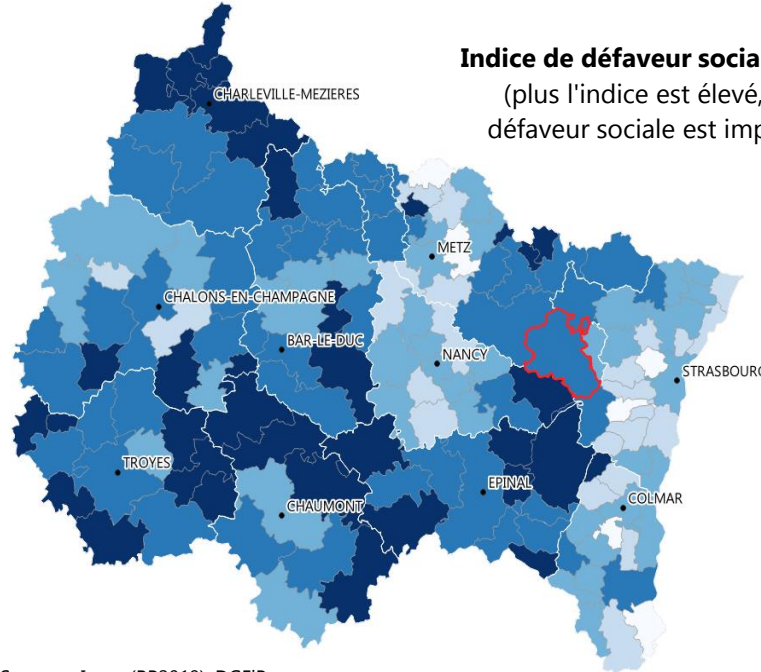 Indice de défaveur socia
(plus l'indice est élevé,
défaveur sociale est imp
CHARLEVILLE-MEZIERES
METZ
CHALONS-EN-CHAMPAGNE
BAR-LE-DUC
NANCY
STRASBOURG
TROYES
EPINAL
CHAUMONT
COLMAR